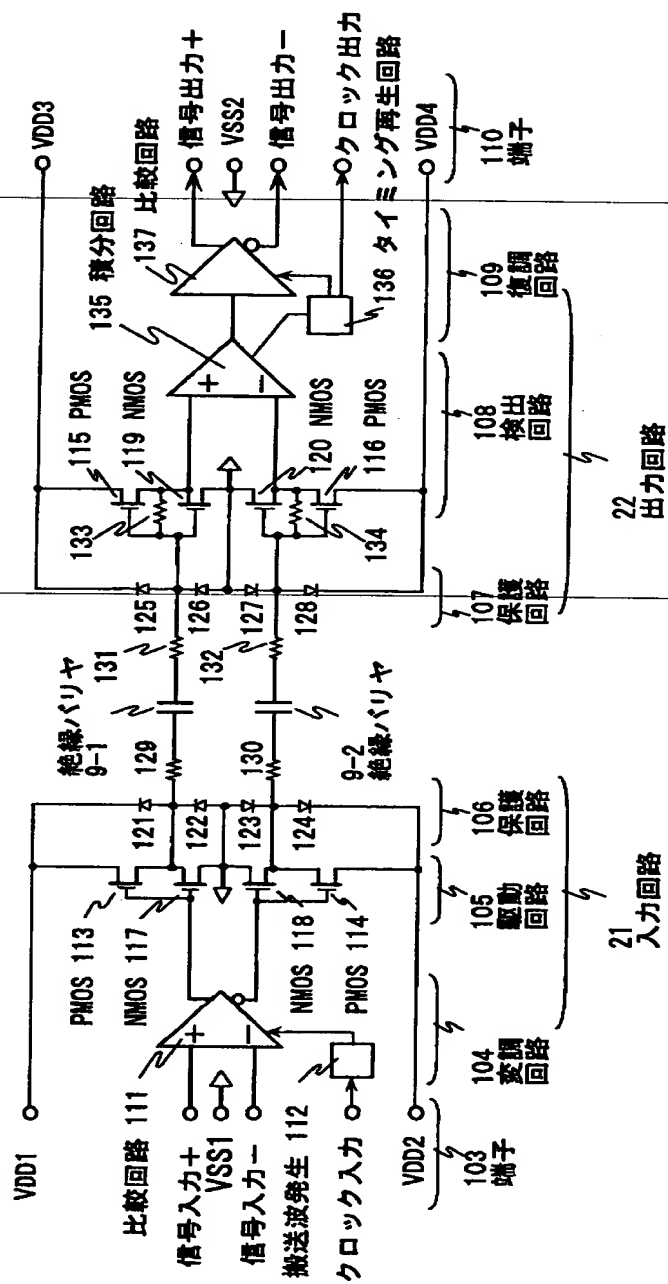 VDD1
比較回路 111
信号入力+
VSS1
信号入力-
搬送波発生 112
クロック入力
VDD2
103
端子
104
変調
回路
PMOS 113
NMOS 117
NMOS 118
PMOS 114
105
駆動
回路
121
122
123
124
106
保護
回路
21
入力回路
絶縁バリヤ
9-1
129
130
9-2
絶縁バリヤ
131
132
125
126
127
128
107
保護
回路
115 PMOS
119 NMOS
133
134
120 NMOS
116 PMOS
108
検出
回路
22
出力回路
135 積分回路
137 比較回路
136 タイミング再生回路
109
復調
回路
VDD3
信号出力+
VSS2
信号出力-
クロック出力
VDD4
110
端子
+
-
+
-